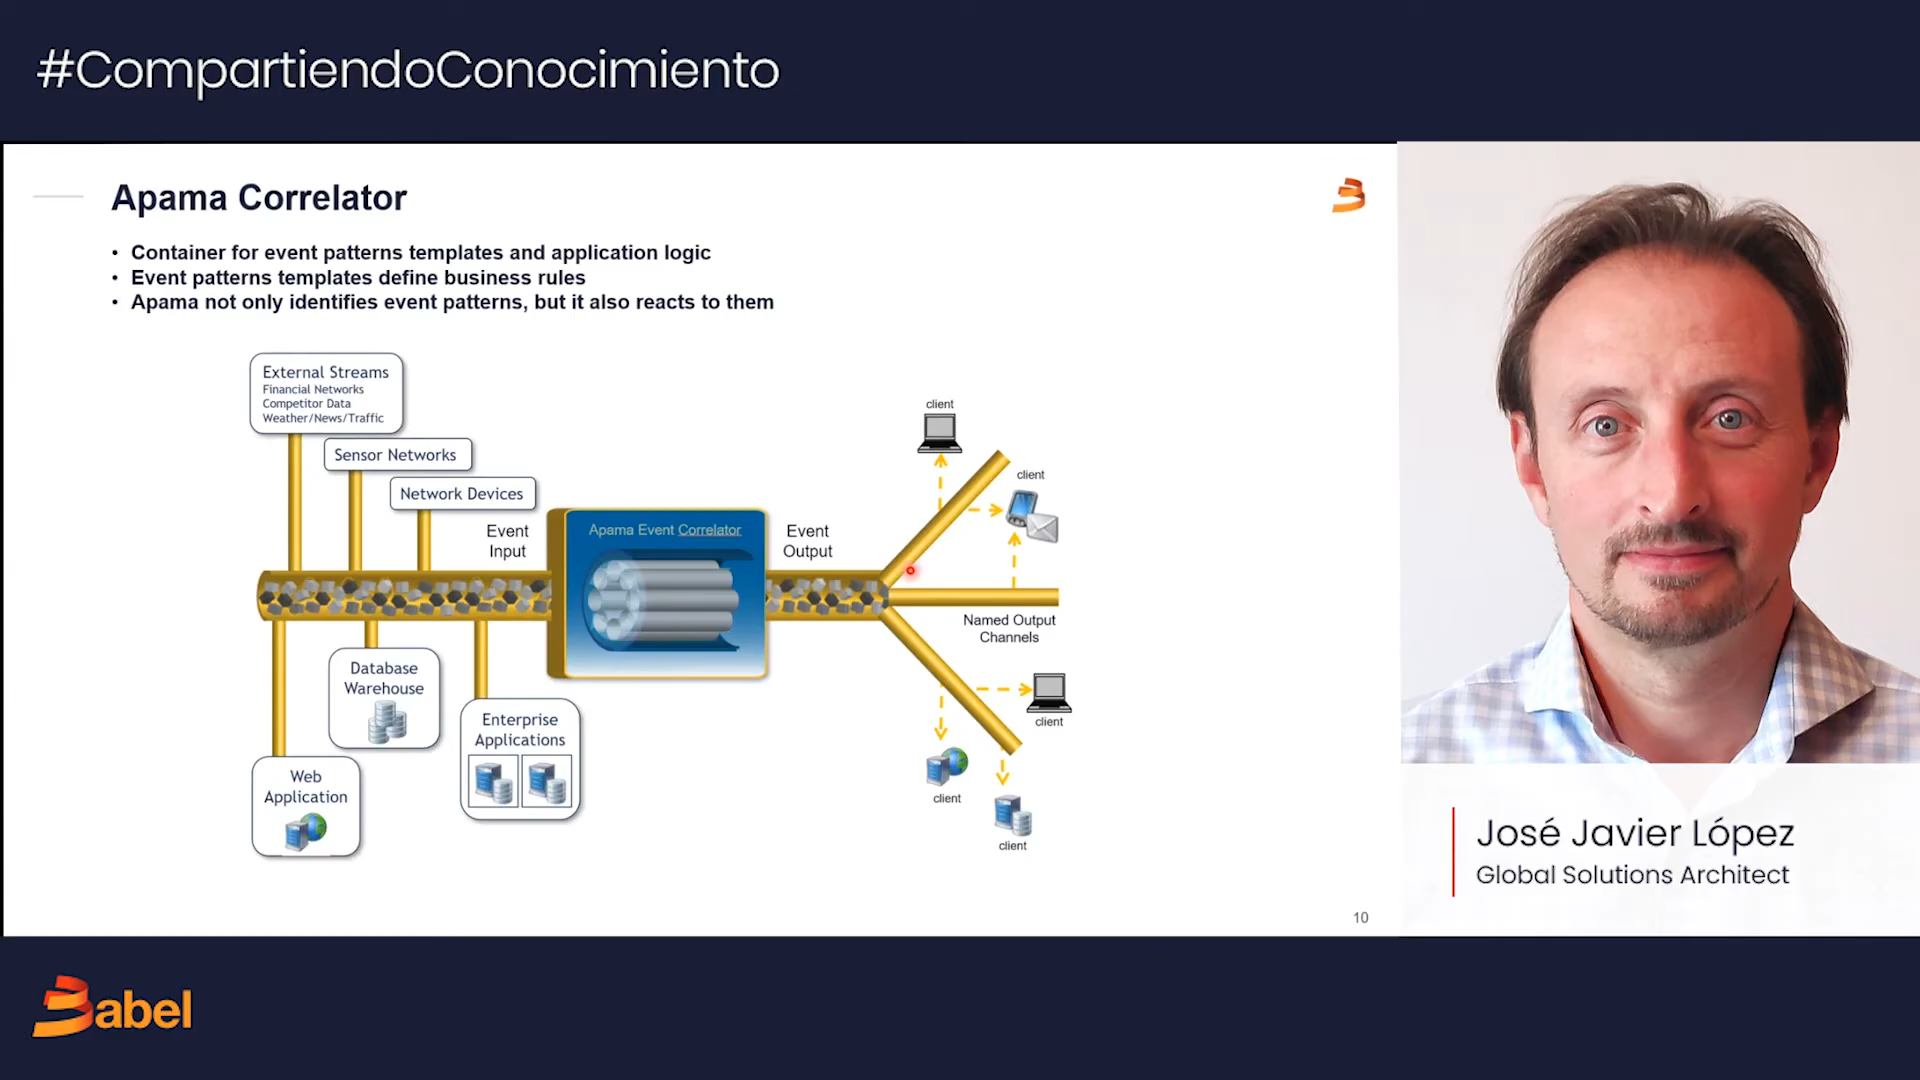 #CompartiendoConocimiento
Apama Correlator
• Container for event patterns templates and application logic
• Event patterns templates define business rules
• Apama not only identifies event patterns, but it also reacts to them
External Streams
Financial Networks
Competitor Data
Weather/News/Traffic
Sensor Networks
Network Devices
Event
Input
Apama Event Correlator
Event
Output
client
client
Named Output
Channels
client
client
client
Database
Warehouse
Enterprise
Applications
Web
Application
10
José Javier López
Global Solutions Architect
Babel